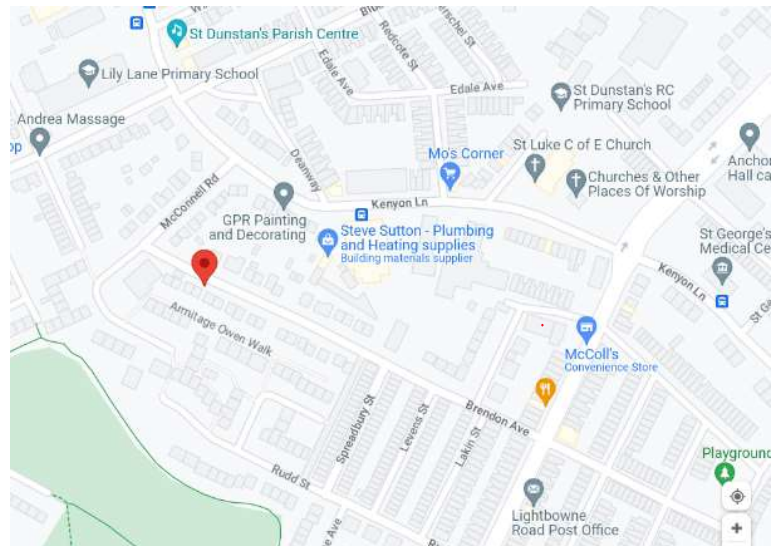 St Dunstan's Parish Centre
Redcote St
Lily Lane Primary School
Edale Ave
Edale Ave
St Dunstan's RC
Primary School
Andrea Massage
St Luke C of E Church
Mo's Corner
Deanway
Churches & Other
Places Of Worship
Anchor
Hall ca
McConnell Rd
GPR Painting
and Decorating
Kenyon Ln
Steve Sutton - Plumbing
and Heating supplies
Building materials supplier
St George's
Medical Ce
Kenyon Ln
Armitage Owen Walk
McColl's
Convenience Store
Spreadbury St
Levens St
Lakin St
Brendon Ave
Playground
Rudd St
Lightbowne
Road Post Office